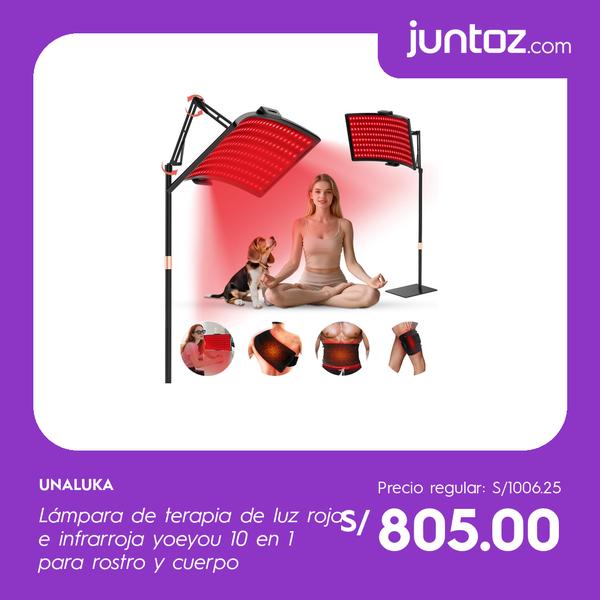 juntoz.com
UNALUKA
Lámpara de terapia de luz roja
e infrarroja yoeyou 10 en 1
para rostro y cuerpo
Precio regular: S/1006.25
S/ 805.00